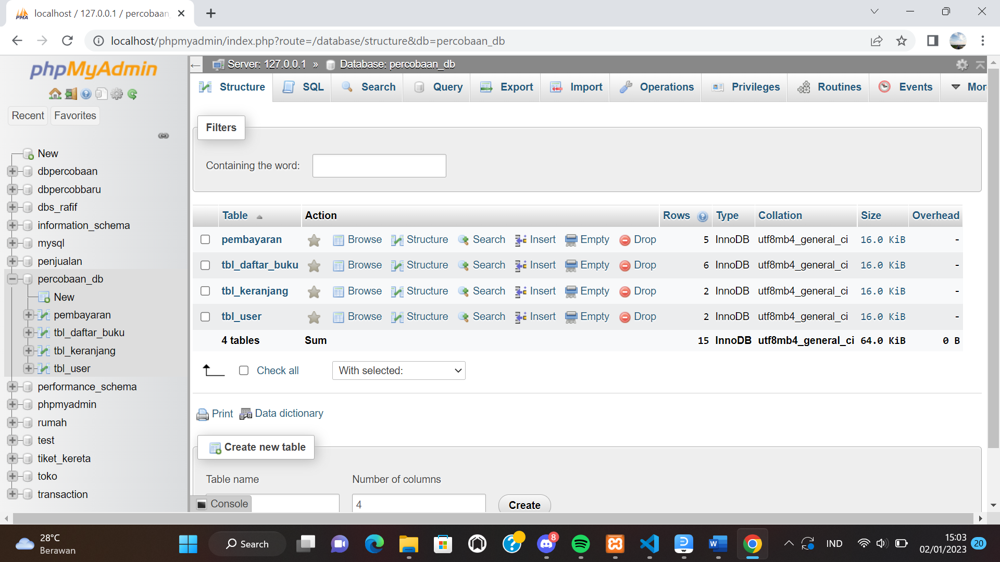 localhost / 127.0.0.1 / percobaan
localhost/phpmyadmin/index.php?route=/database/structure&db=percobaan_db
phpMyAdmin
Recent Favorites
New
dbpercobaan
dbpercobbaru
dbs_rafif
information_schema
mysql
penjualan
percobaan_db
New
pembayaran
tbl_daftar_buku
tbl_keranjang
tbl_user
performance_schema
phpmyadmin
rumah
test
tiket_kereta
toko
transaction
Server: 127.0.0.1 » Database: percobaan_db
Structure SQL Search Query Export Import Operations Privileges Routines Events Mor
Filters
Containing the word:
Table Action Rows Type Collation Size Overhead
pembayaran Browse Structure Search Insert Empty Drop 5 InnoDB utf8mb4_general_ci 16.0 KiB -
tbl_daftar_buku Browse Structure Search Insert Empty Drop 6 InnoDB utf8mb4_general_ci 16.0 KiB -
tbl_keranjang Browse Structure Search Insert Empty Drop 2 InnoDB utf8mb4_general_ci 16.0 KiB -
tbl_user Browse Structure Search Insert Empty Drop 2 InnoDB utf8mb4_general_ci 16.0 KiB -
4 tables Sum 15 InnoDB utf8mb4_general_ci 64.0 KiB 0 B
Check all With selected:
Print Data dictionary
Create new table
Table name Number of columns
Console 4 Create
28°C
Berawan
Search
8
IND
15:03
02/01/2023
20